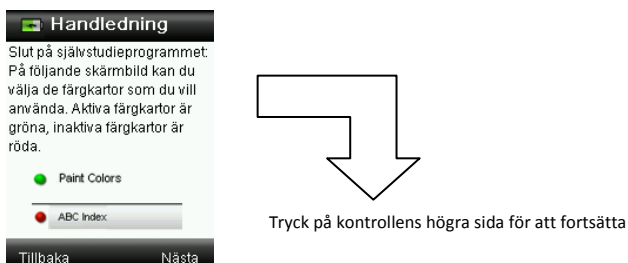 Handledning
Slut på självstudieprogrammet:
På följande skärmbild kan du
välja de färgkartor som du vill
använda. Aktiva färgkartor är
gröna, inaktiva färgkartor är
röda.
Paint Colors
ABC Index
Tillbaka Nästa
Tryck på kontrollens högra sida för att fortsätta